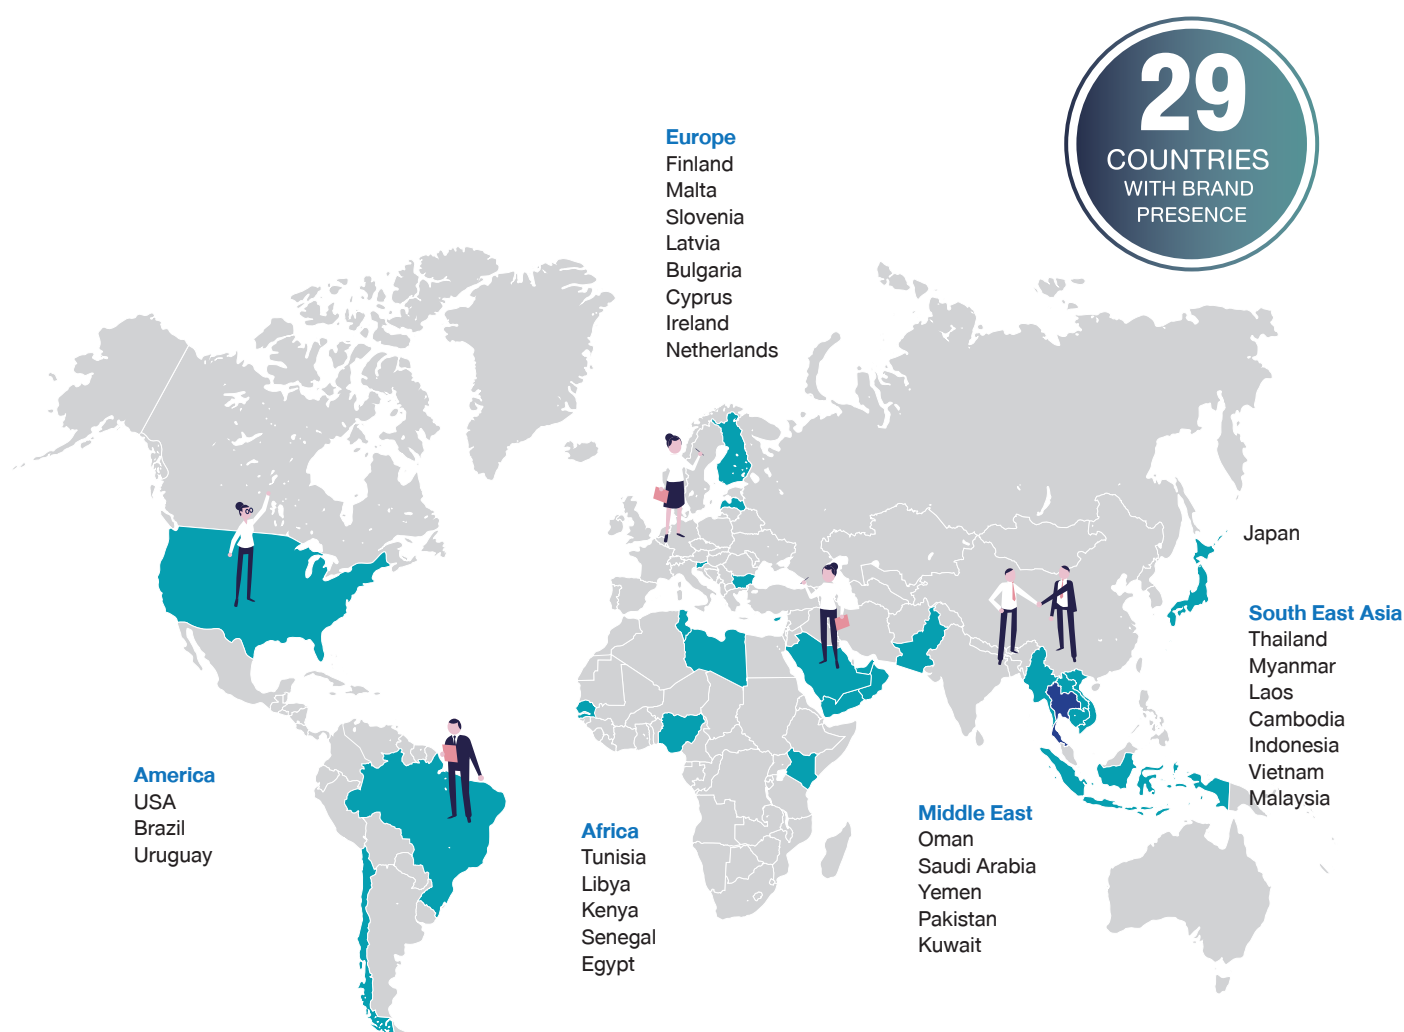 29
COUNTRIES
WITH BRAND
PRESENCE
Europe
Finland
Malta
Slovenia
Latvia
Bulgaria
Cyprus
Ireland
Netherlands
Japan
South East Asia
Thailand
Myanmar
Laos
Cambodia
Indonesia
Vietnam
Malaysia
America
USA
Brazil
Uruguay
Africa
Tunisia
Libya
Kenya
Senegal
Egypt
Middle East
Oman
Saudi Arabia
Yemen
Pakistan
Kuwait